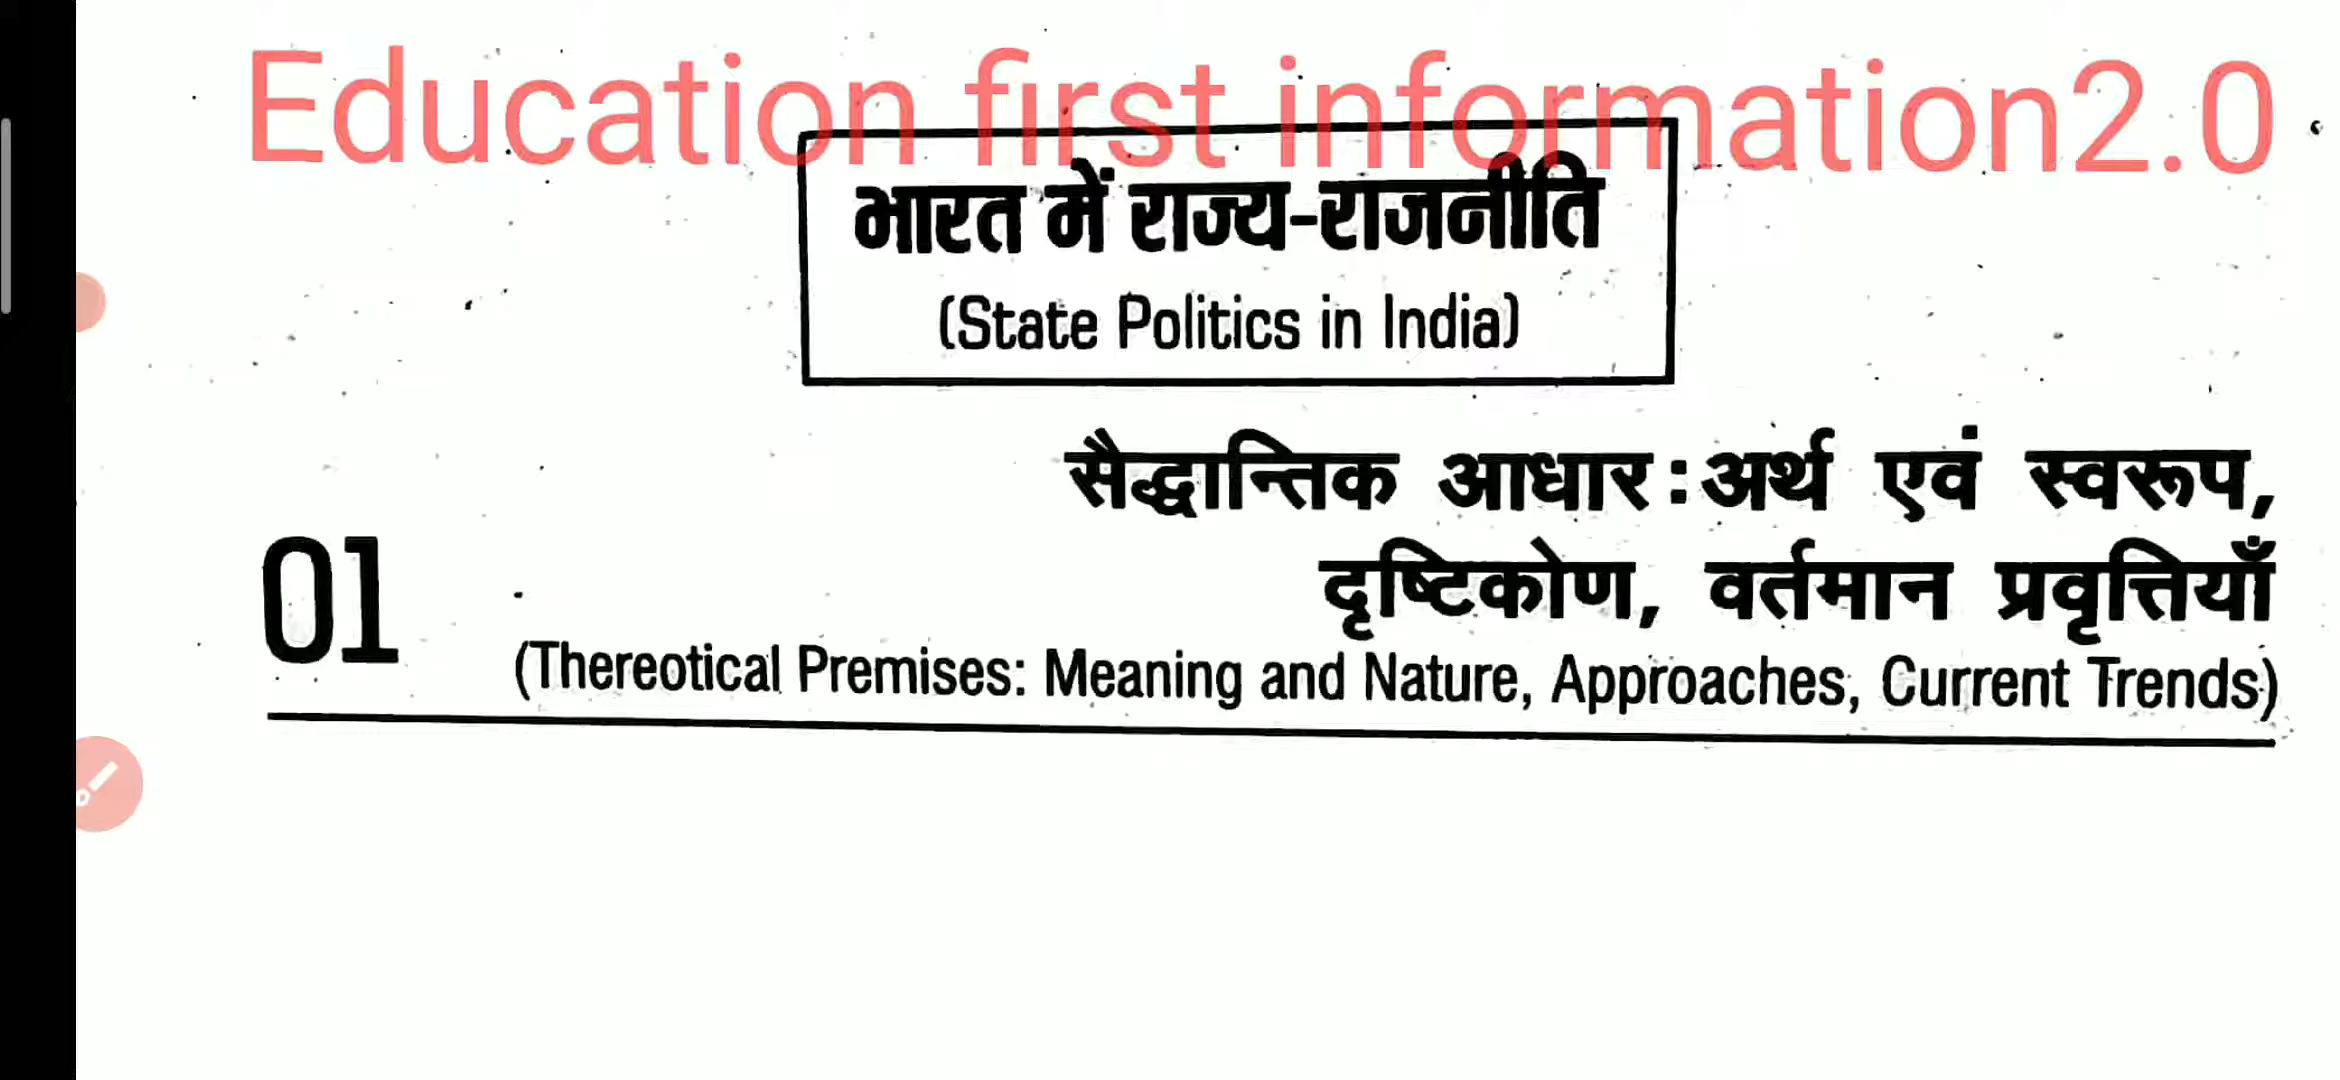 Education first information2.0
भारत में राज्य-राजनीति
(State Politics in India)
सैद्धान्तिक आधार : अर्थ एवं स्वरूप,
01
दृष्टिकोण, वर्तमान प्रवृत्तियाँ
(Thereotical Premises: Meaning and Nature, Approaches, Current Trends)